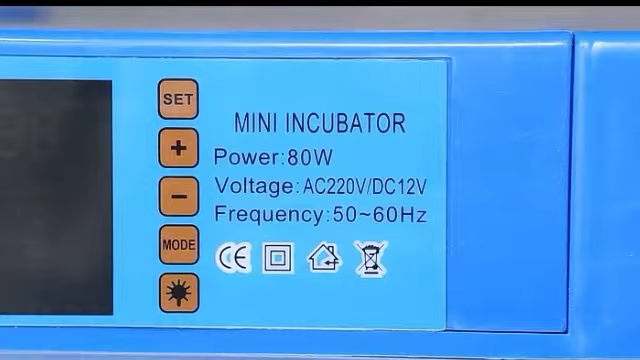 SET
+
-
MODE
MINI INCUBATOR
Power:80W
Voltage:AC220V/DC12V
Frequency:50~60Hz
CE